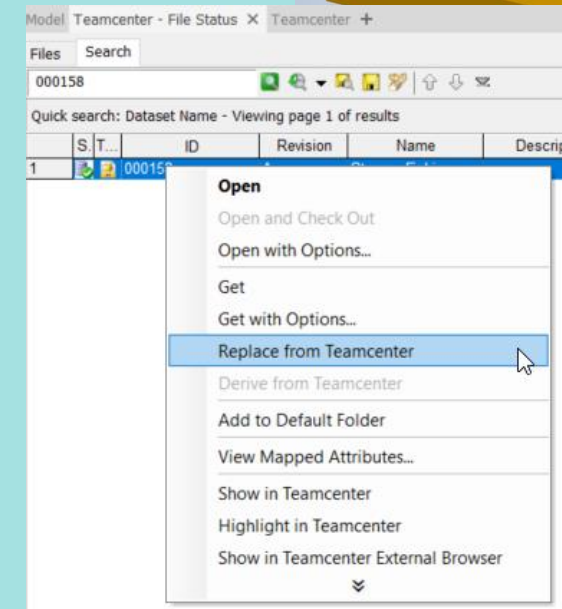 Model Teamcenter - File Status × Teamcenter +
Files Search
000158
Quick search: Dataset Name - Viewing page 1 of results
S. T... ID Revision Name Descrip
1 00015
Open
Open and Check Out
Open with Options...
Get
Get with Options...
Replace from Teamcenter
Derive from Teamcenter
Add to Default Folder
View Mapped Attributes...
Show in Teamcenter
Highlight in Teamcenter
Show in Teamcenter External Browser